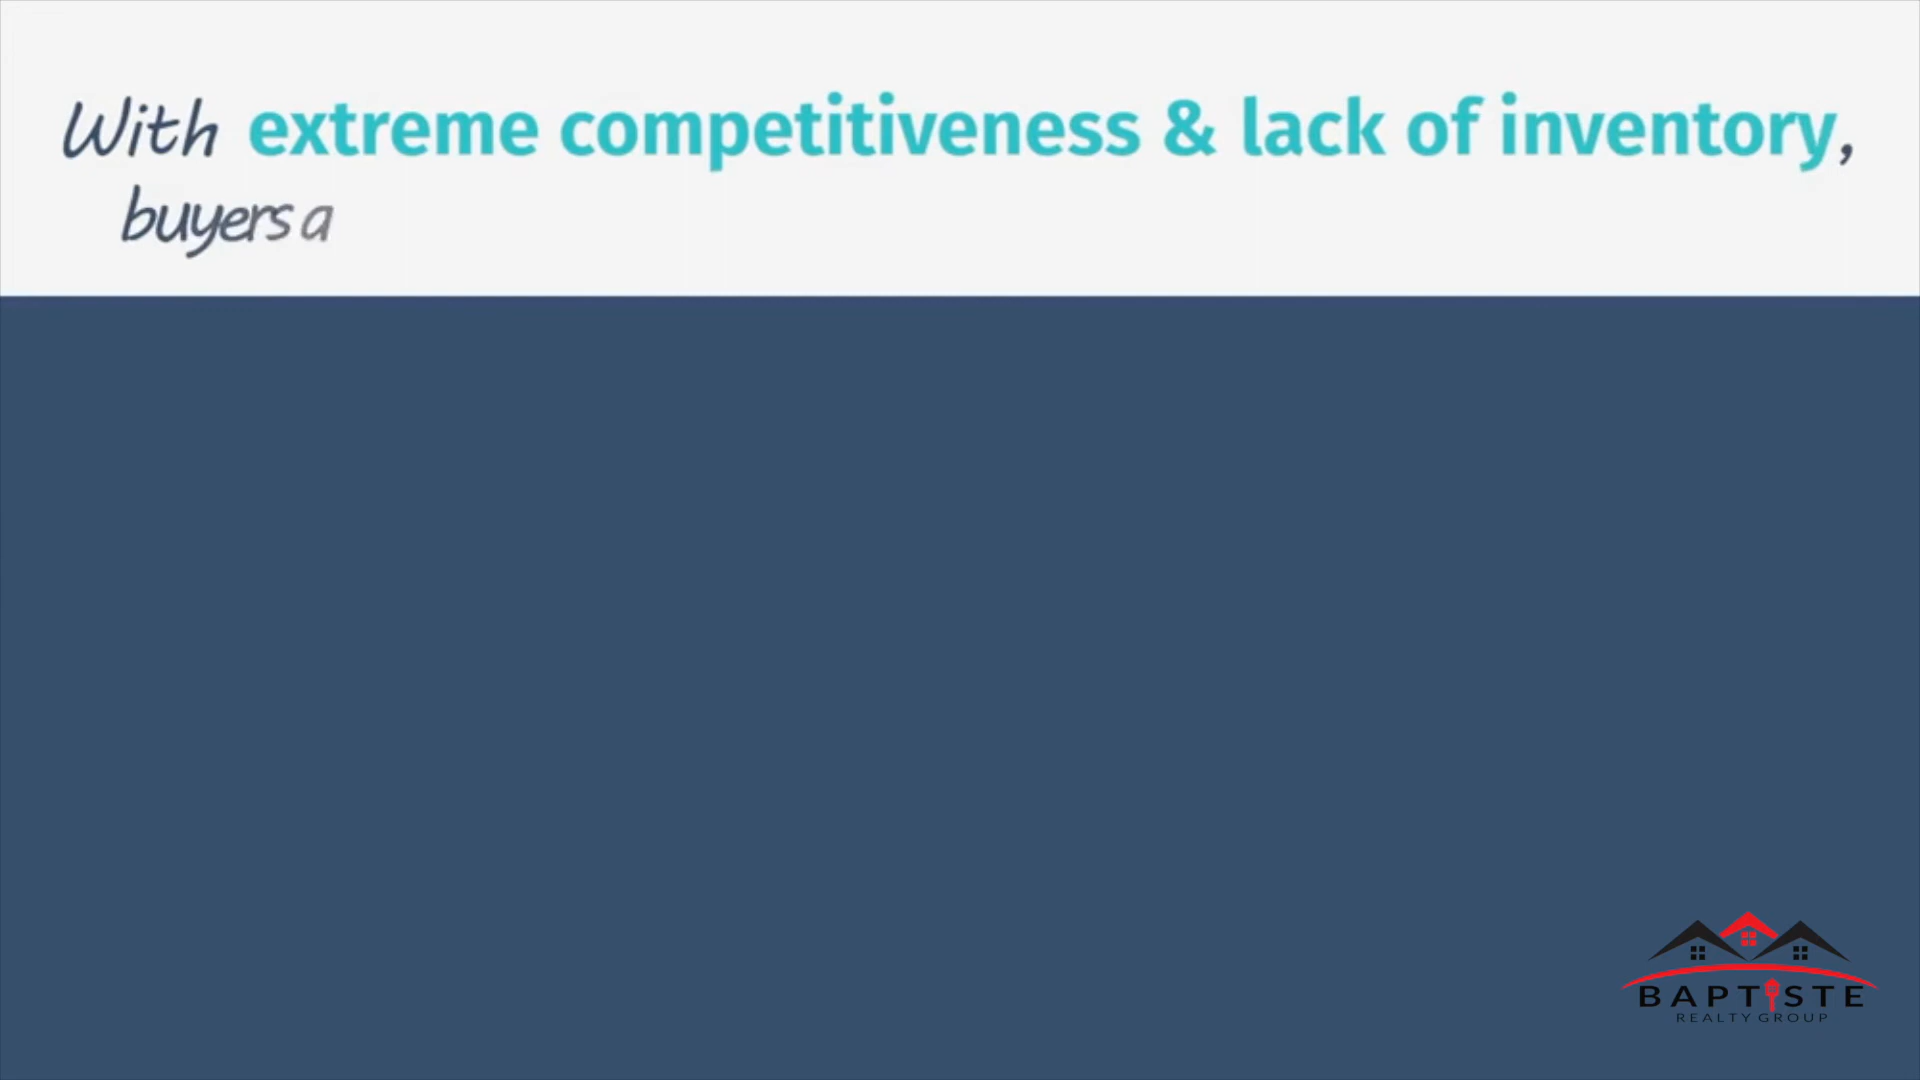 With extreme competitiveness & lack of inventory,
buyers a
BAPTISTE
REALTY GROUP